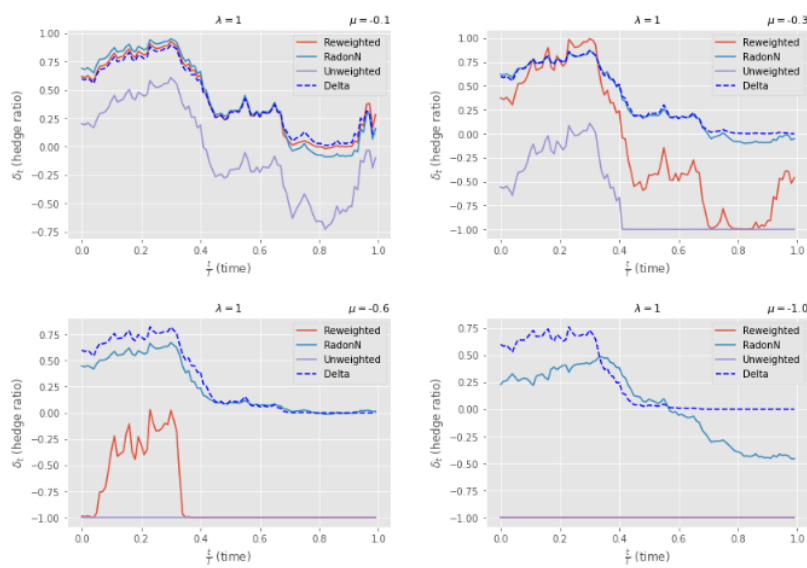 λ = 1 μ = -0.1
Reweighted
RadonN
Unweighted
Delta
1.00
0.75
0.50
0.25
0.00
−0.25
−0.50
−0.75
δt (hedge ratio)
0.0 0.2 0.4 0.6 0.8 1.0
t/T (time)
λ = 1 μ = -0.3
Reweighted
RadonN
Unweighted
Delta
1.00
0.75
0.50
0.25
0.00
−0.25
−0.50
−0.75
−1.00
δt (hedge ratio)
0.0 0.2 0.4 0.6 0.8 1.0
t/T (time)
λ = 1 μ = -0.6
Reweighted
RadonN
Unweighted
Delta
0.75
0.50
0.25
0.00
−0.25
−0.50
−0.75
−1.00
δt (hedge ratio)
0.0 0.2 0.4 0.6 0.8 1.0
t/T (time)
λ = 1 μ = -1.0
Reweighted
RadonN
Unweighted
Delta
0.75
0.50
0.25
0.00
−0.25
−0.50
−0.75
−1.00
δt (hedge ratio)
0.0 0.2 0.4 0.6 0.8 1.0
t/T (time)